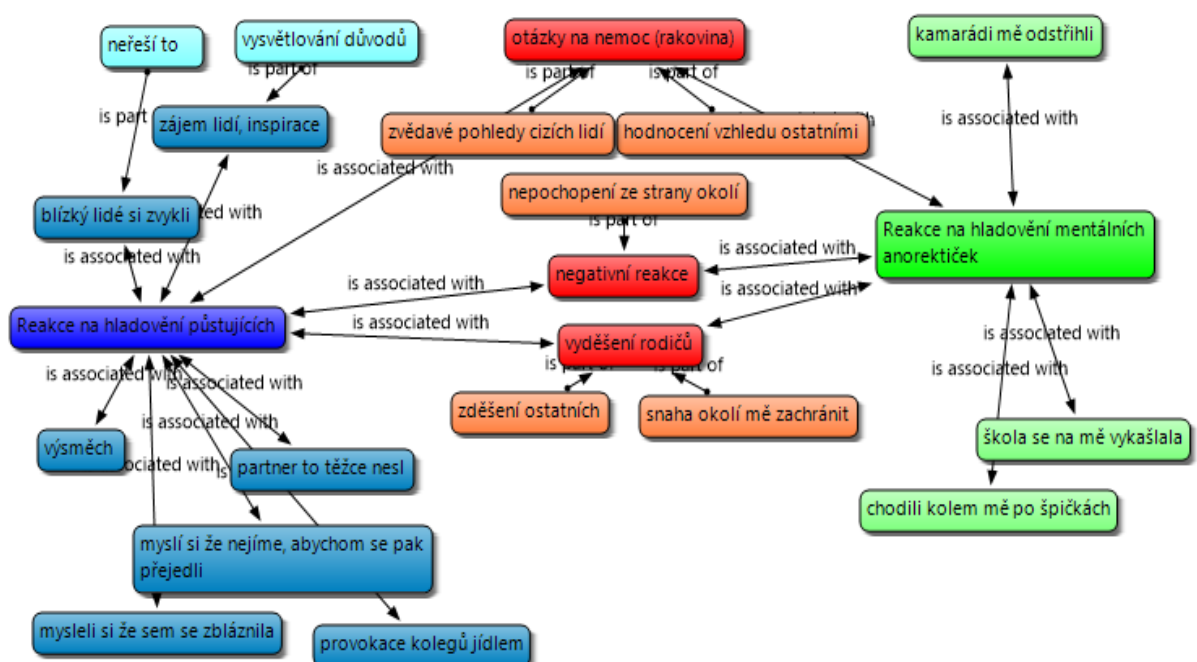 neřeší to
vysvětlování důvodů
otázky na nemoc (rakovina)
kamarádi mě odstřihli
is part of
is part of
is part of
is part
zájem lidí, inspirace
zvědavé pohledy cizích lidí
hodnocení vzhledu ostatními
is associated with
is associated with
nepochopení ze strany okolí
blízký lidé si zvykli
with
is part of
Reakce na hladovění mentálních
anorektiček
is associated with
is associated with
negativní reakce
is associated with
is associated with
Reakce na hladovění půstujících
is associated with
vyděšení rodičů
is associated with
is part of
is part of
is associated with
is associated with
is associated with
zděšení ostatních
snaha okolí mě zachránit
is associated with
výsměch
associated with
partner to těžce nesl
škola se na mě vykašlala
chodili kolem mě po špičkách
myslí si že nejíme, abychom se pak
přejedli
mysleli si že sem se zbláznila
provokace kolegů jídlem